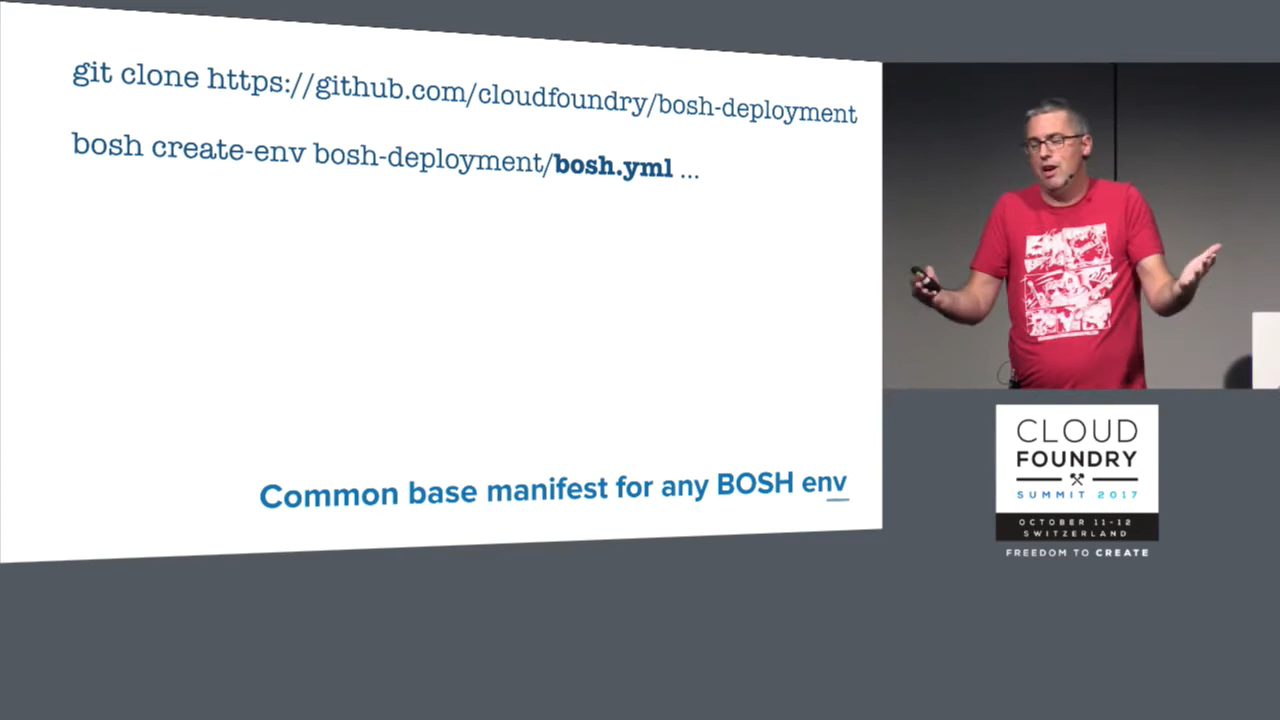 git clone https://github.com/cloudfoundry/bosh-deployment
bosh create-env bosh-deployment/bosh.yml ...
Common base manifest for any BOSH env
CLOUD
FOUNDRY
SUMMIT 2017
OCTOBER 11-12
SWITZERLAND
FREEDOM TO CREATE